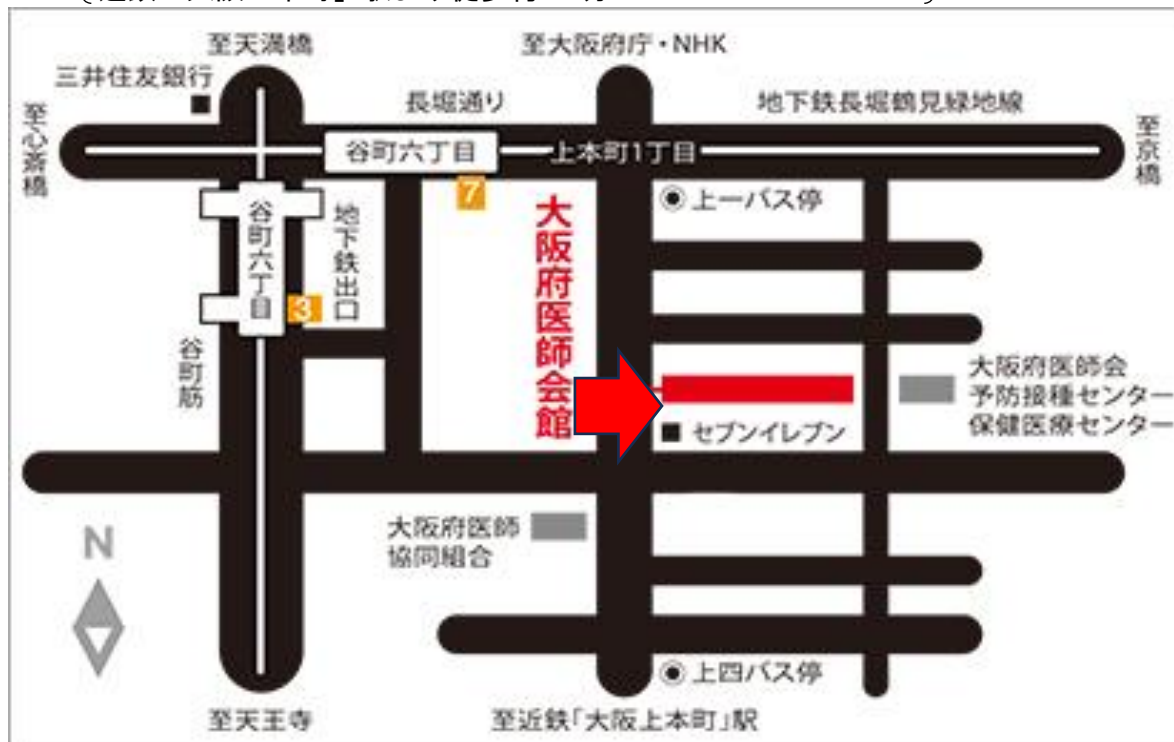 至天満橋
至大阪府庁・NHK
三井住友銀行
長堀通り
地下鉄長堀鶴見緑地線
至心斎橋
至京橋
谷町六丁目
上本町1丁目
7
上一バス停
谷町六丁目
地下鉄出口
3
大阪府医師会館
谷町筋
大阪府医師会
予防接種センター
保健医療センター
セブンイレブン
大阪府医師
協同組合
N
上四バス停
至天王寺
至近鉄「大阪上本町」駅